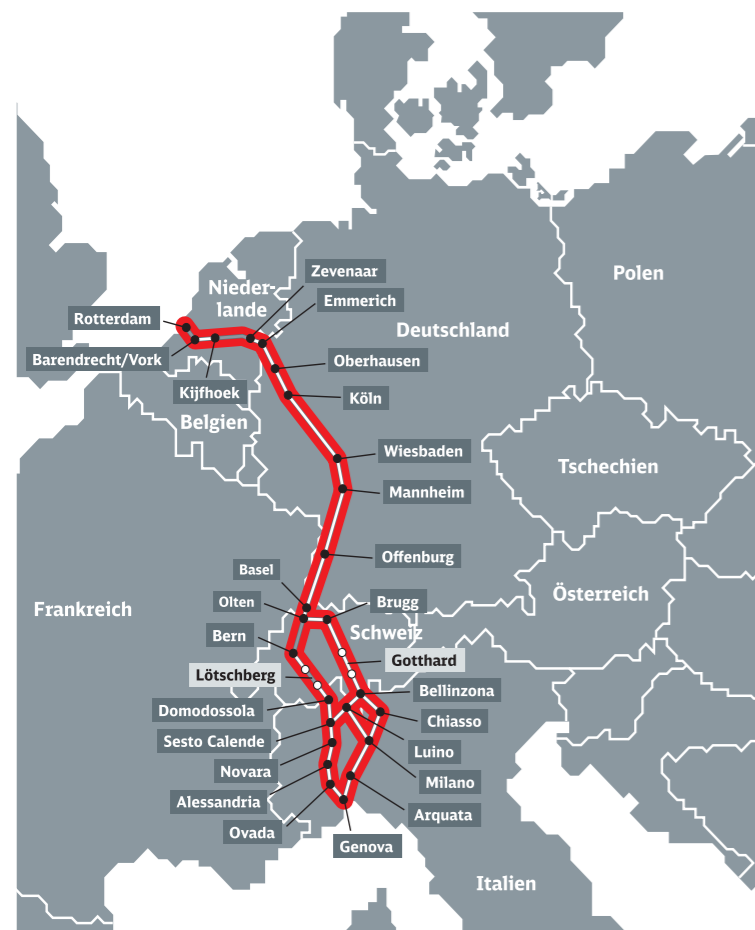 Zevenaar
Polen
Nieder-
lande
Emmerich
Rotterdam
Deutschland
Barendrecht/Vork
Oberhausen
Kijfhoek
Köln
Belgien
Wiesbaden
Tschechien
Mannheim
Offenburg
Basel
Österreich
Olten
Brugg
Frankreich
Schweiz
Bern
Gotthard
Lötschberg
Bellinzona
Domodossola
Chiasso
Sesto Calende
Luino
Novara
Milano
Alessandria
Arquata
Ovada
Genova
Italien